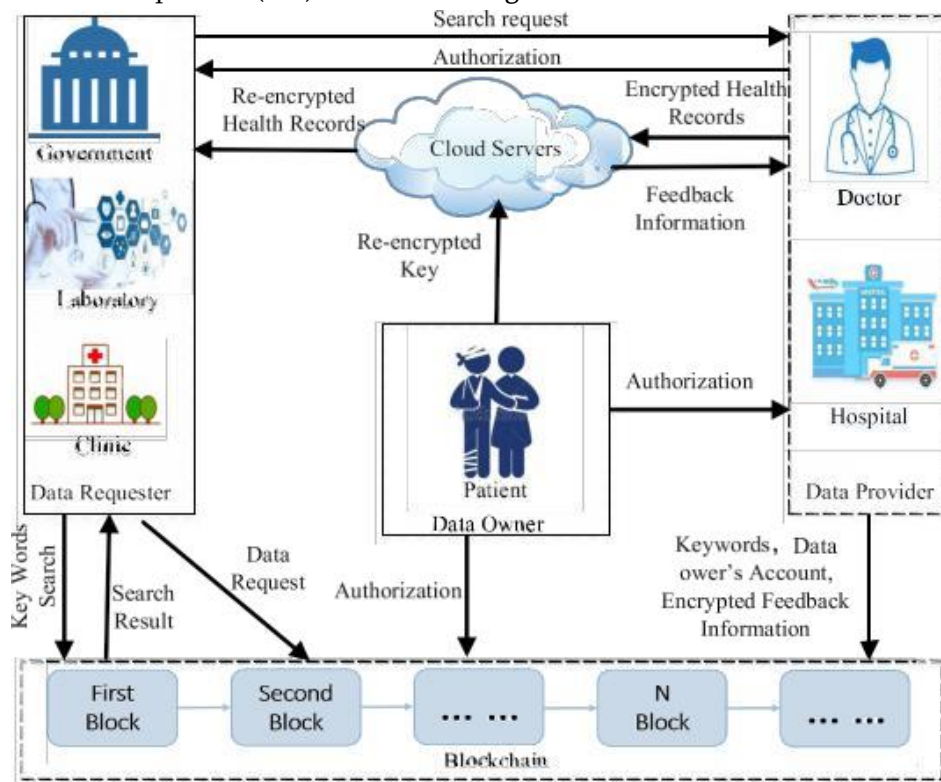 Search request
Authorization
Re-encrypted
Health Records
Encrypted Health
Records
Cloud Servers
Government
Feedback
Information
Doctor
Re-encrypted
Key
Laboratory
Authorization
Hospital
Clinic
Patient
Data Requester
Data Owner
Data Provider
Key Words
Search
Search
Result
Data
Request
Authorization
Keywords, Data
ower's Account,
Encrypted Feedback
Information
First
Block
Second
Block
... ...
N
Block
... ...
Blockchain